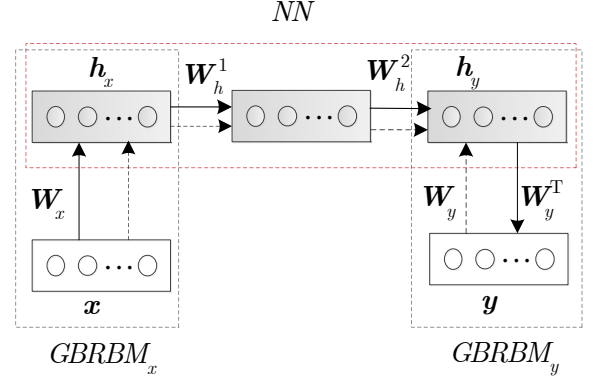 NN
h_x W_h^1 W_h^2 h_y
W_x W_y W_y^T
x y
GBRBM_x GBRBM_y